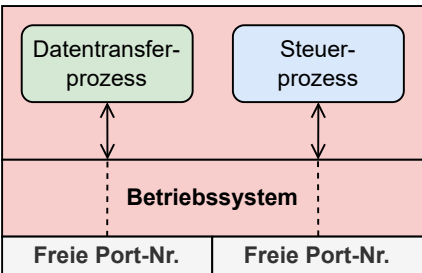 Datentransfer-
prozess
Steuer-
prozess
Betriebssystem
Freie Port-Nr.
Freie Port-Nr.